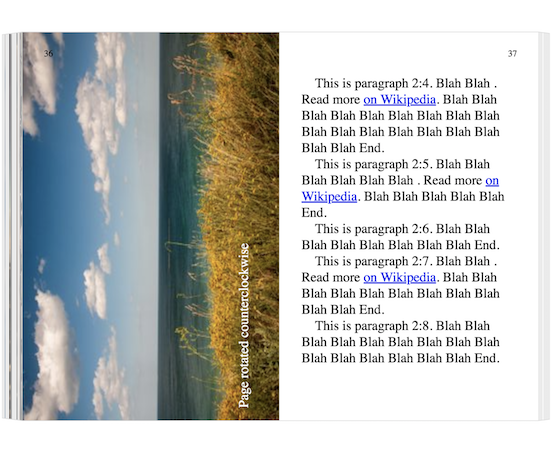 36
Page rotated counterclockwise
37
This is paragraph 2:4. Blah Blah .
Read more on Wikipedia. Blah Blah
Blah Blah Blah Blah Blah Blah Blah
Blah Blah Blah Blah Blah Blah Blah
Blah Blah End.
This is paragraph 2:5. Blah Blah
Blah Blah Blah Blah . Read more on
Wikipedia. Blah Blah Blah Blah Blah
End.
This is paragraph 2:6. Blah Blah
Blah Blah Blah Blah Blah Blah End.
This is paragraph 2:7. Blah Blah .
Read more on Wikipedia. Blah Blah
Blah Blah Blah Blah Blah Blah Blah
Blah Blah End.
This is paragraph 2:8. Blah Blah
Blah Blah Blah Blah Blah Blah Blah
Blah Blah Blah Blah Blah Blah End.